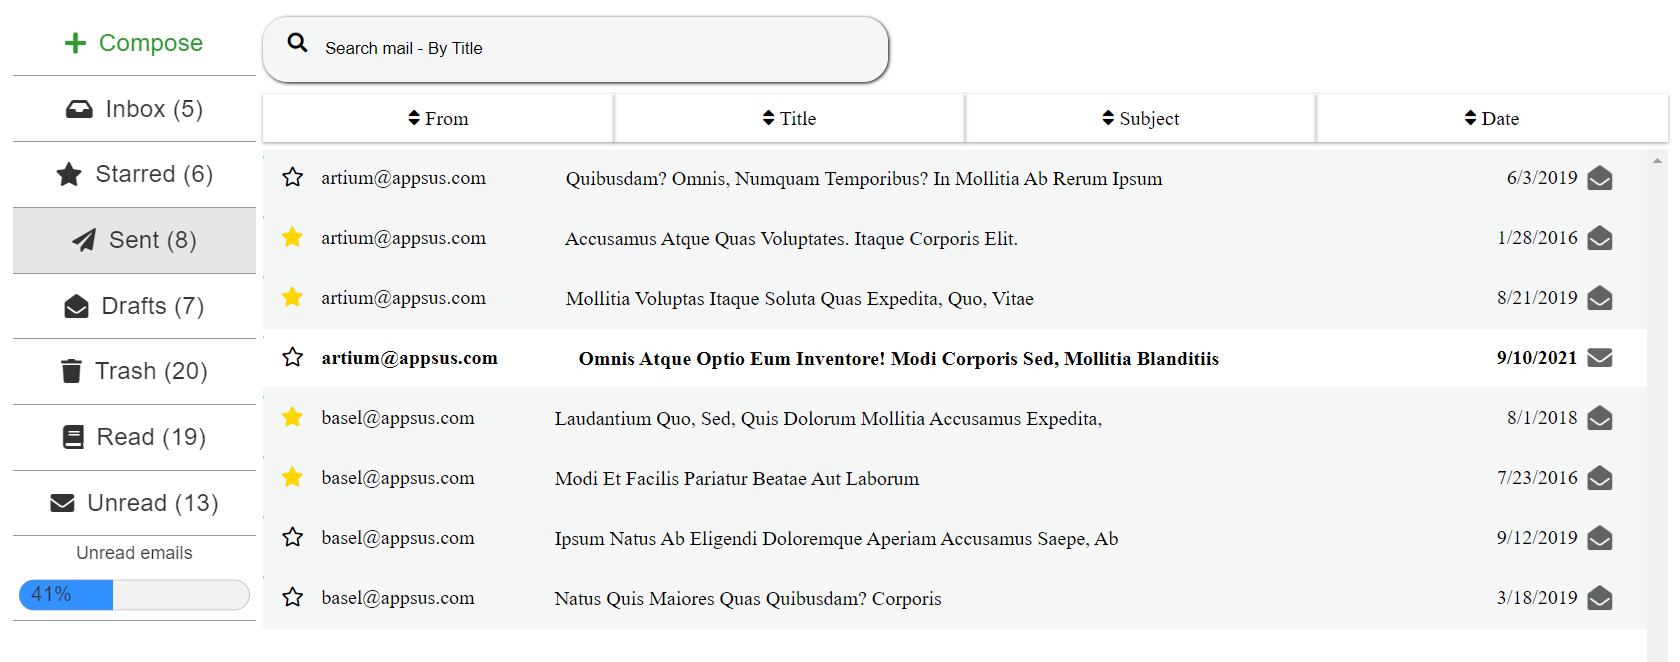 Compose
Inbox (5)
Starred (6)
Sent (8)
Drafts (7)
Trash (20)
Read (19)
Unread (13)
Unread emails
41%
Search mail - By Title
From Title Subject Date
artium@appsus.com Quibusdam? Omnis, Numquam Temporibus? In Mollitia Ab Rerum Ipsum 6/3/2019
artium@appsus.com Accusamus Atque Quas Voluptates. Itaque Corporis Elit. 1/28/2016
artium@appsus.com Mollitia Voluptas Itaque Soluta Quas Expedita, Quo, Vitae 8/21/2019
artium@appsus.com Omnis Atque Optio Eum Inventore! Modi Corporis Sed, Mollitia Blanditiis 9/10/2021
basel@appsus.com Laudantium Quo, Sed, Quis Dolorum Mollitia Accusamus Expedita, 8/1/2018
basel@appsus.com Modi Et Facilis Pariatur Beatae Aut Laborum 7/23/2016
basel@appsus.com Ipsum Natus Ab Eligendi Doloremque Aperiam Accusamus Saepe, Ab 9/12/2019
basel@appsus.com Natus Quis Maiores Quas Quibusdam? Corporis 3/18/2019